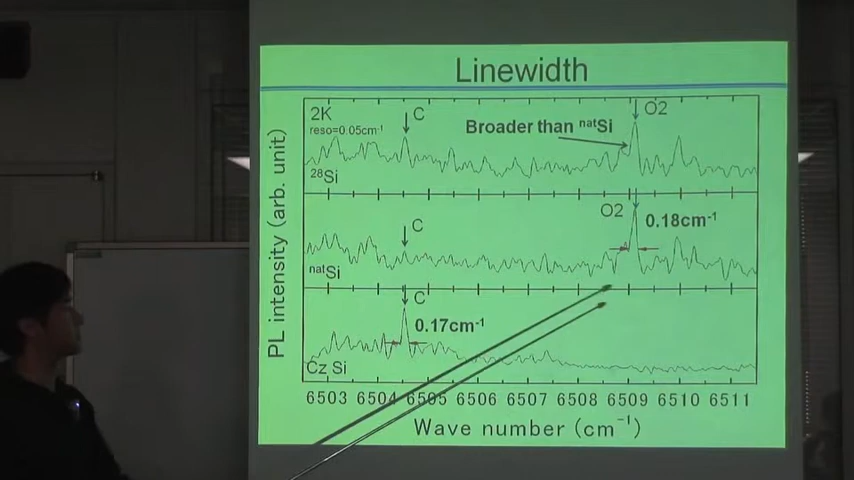 Linewidth
2K
C
O2
reso=0.05cm⁻¹
Broader than ⁿᵃᵗSi
²⁸Si
C
O2
0.18cm⁻¹
ⁿᵃᵗSi
C
0.17cm⁻¹
Cz Si
PL intensity (arb. unit)
6503 6504 6505 6506 6507 6508 6509 6510 6511
Wave number (cm⁻¹)